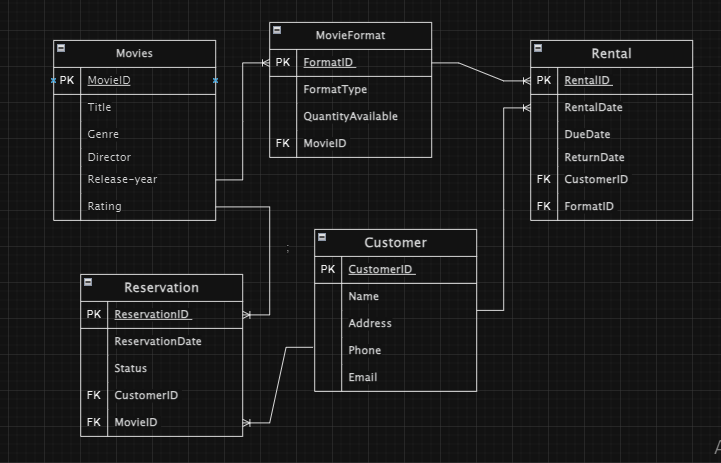 Movies
PK MovieID
Title
Genre
Director
Release-year
Rating
MovieFormat
PK FormatID
FormatType
QuantityAvailable
FK MovieID
Rental
PK RentalID
RentalDate
DueDate
ReturnDate
FK CustomerID
FK FormatID
;
Customer
PK CustomerID
Name
Address
Phone
Email
Reservation
PK ReservationID
ReservationDate
Status
FK CustomerID
FK MovieID